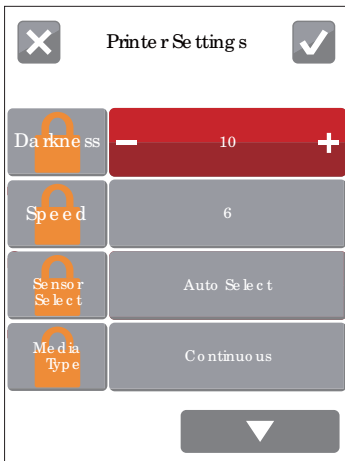 Printer Settings
Darkness
10
Speed
6
Sensor
Select
Auto Select
Media
Type
Continuous